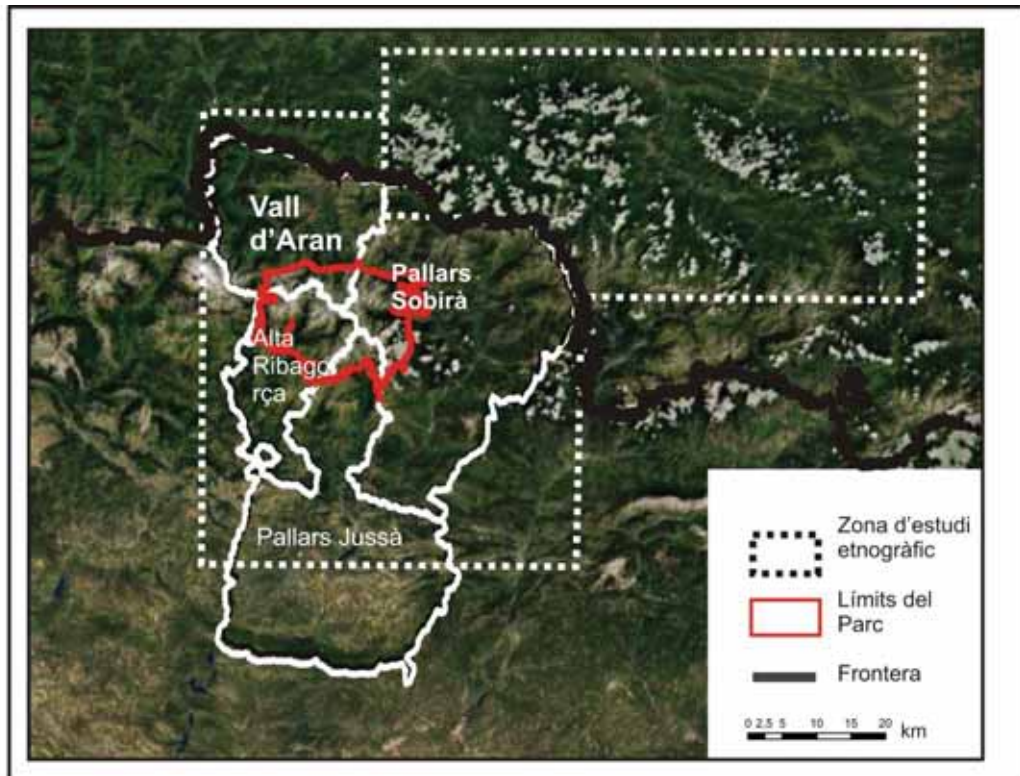 Vall
d'Aran
Pallars
Sobirà
Alta
Ribago
rça
Pallars Jussà
Zona d'estudi
etnogràfic
Límits del
Parc
Frontera
0 2,5 5 10 15 20
km